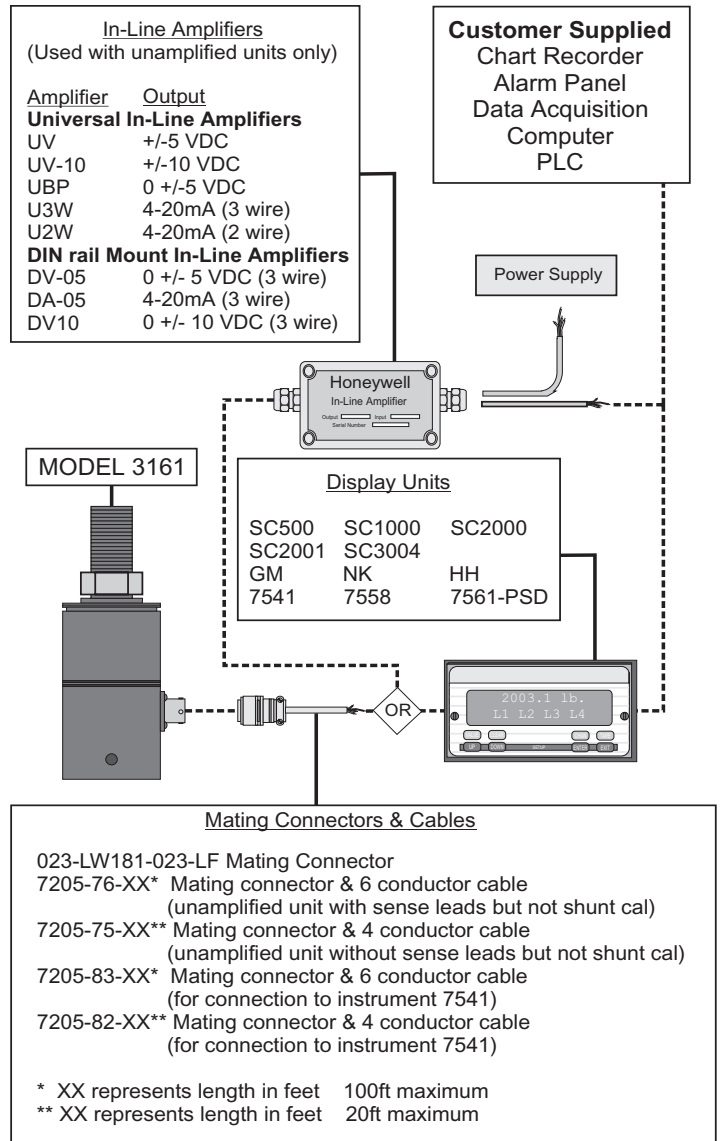 In-Line Amplifiers
(Used with unamplified units only)
Amplifier Output
Universal In-Line Amplifiers
UV +/-5 VDC
UV-10 +/-10 VDC
UBP 0 +/-5 VDC
U3W 4-20mA (3 wire)
U2W 4-20mA (2 wire)
DIN rail Mount In-Line Amplifiers
DV-05 0 +/- 5 VDC (3 wire)
DA-05 4-20mA (3 wire)
DV10 0 +/- 10 VDC (3 wire)
Customer Supplied
Chart Recorder
Alarm Panel
Data Acquisition
Computer
PLC
Power Supply
Honeywell
In-Line Amplifier
Output Input
Serial Number
MODEL 3161
Display Units
SC500 SC1000 SC2000
SC2001 SC3004
GM NK HH
7541 7558 7561-PSD
OR
2003.1 lb.
L1 L2 L3 L4
UP DOWN SETUP ENTER EXIT
Mating Connectors & Cables
023-LW181-023-LF Mating Connector
7205-76-XX* Mating connector & 6 conductor cable
(unamplified unit with sense leads but not shunt cal)
7205-75-XX** Mating connector & 4 conductor cable
(unamplified unit without sense leads but not shunt cal)
7205-83-XX* Mating connector & 6 conductor cable
(for connection to instrument 7541)
7205-82-XX** Mating connector & 4 conductor cable
(for connection to instrument 7541)
* XX represents length in feet 100ft maximum
** XX represents length in feet 20ft maximum